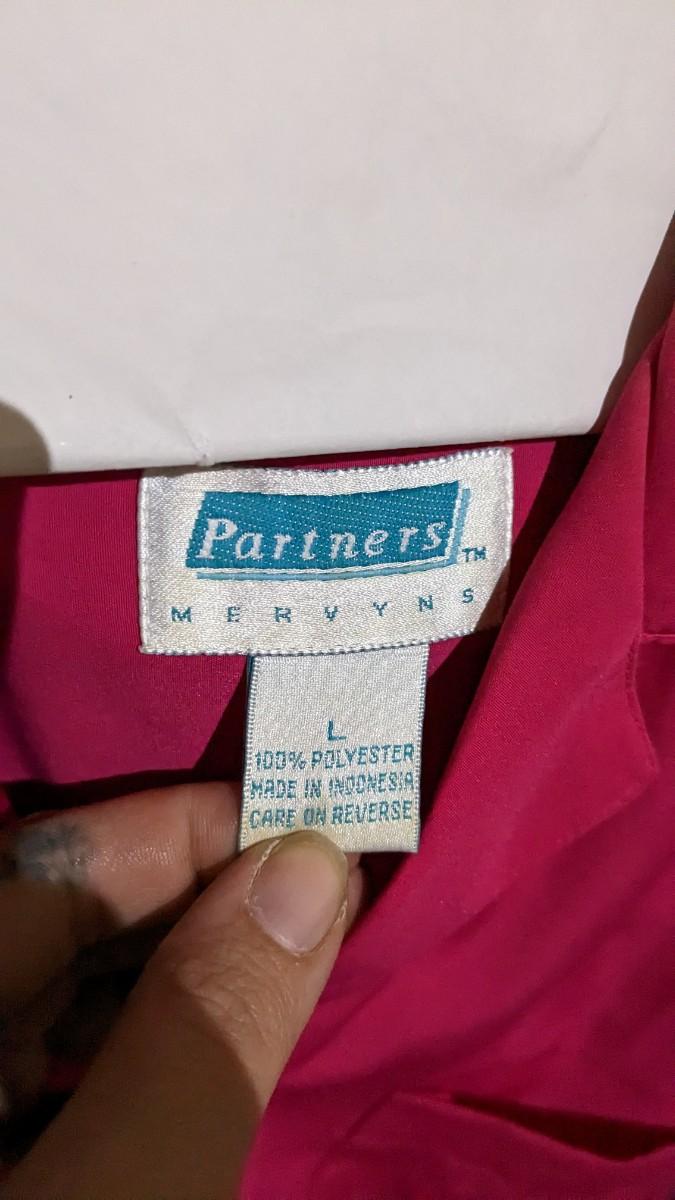 Partners™
MERVYNS
L
100% POLYESTER
MADE IN INDONESIA
CARE ON REVERSE